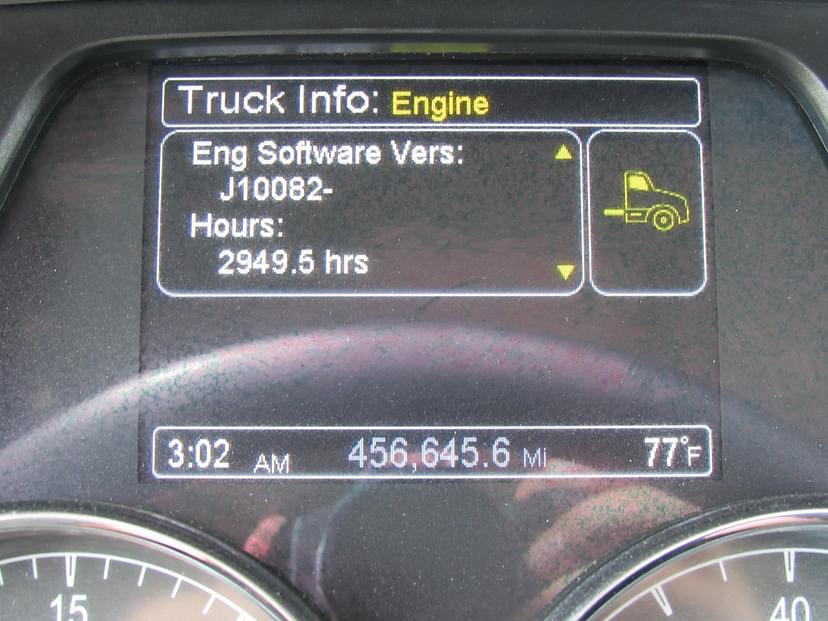 Truck Info: Engine
Eng Software Vers:
J10082-
Hours:
2949.5 hrs
3:02 AM 456,645.6 Mi 77°F
15 40